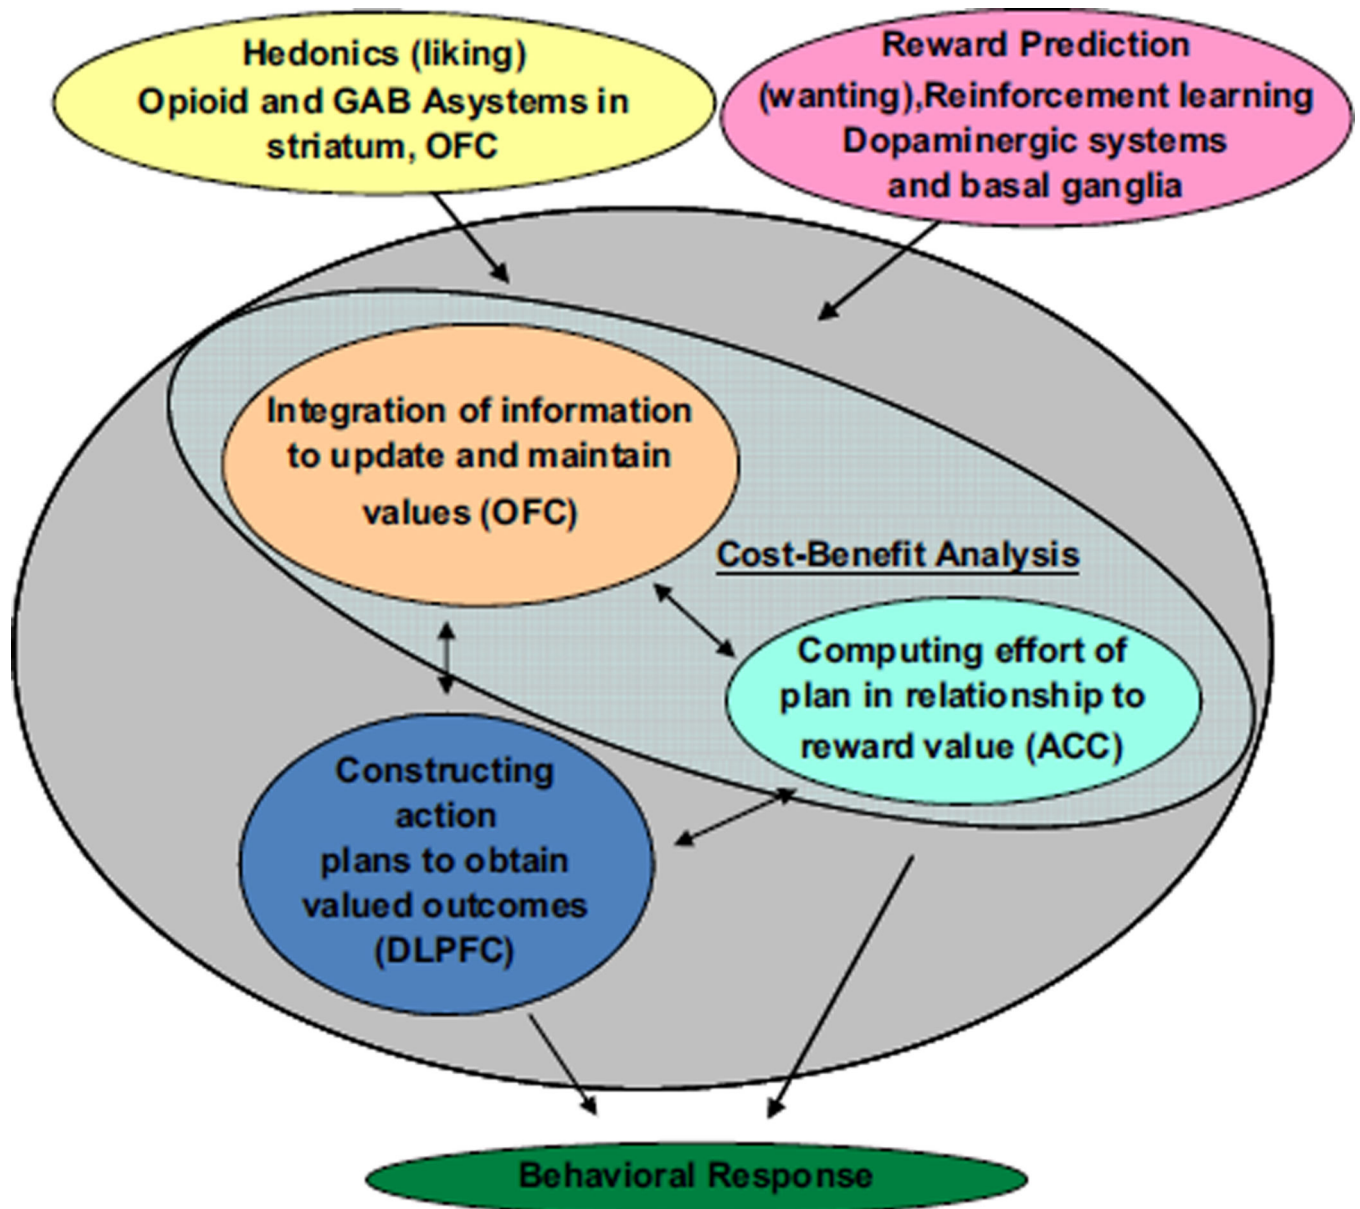 Hedonics (liking)
Opioid and GAB Asystems in
striatum, OFC
Reward Prediction
(wanting),Reinforcement learning
Dopaminergic systems
and basal ganglia
Integration of information
to update and maintain
values (OFC)
Cost-Benefit Analysis
Computing effort of
plan in relationship to
reward value (ACC)
Constructing
action
plans to obtain
valued outcomes
(DLPFC)
Behavioral Response